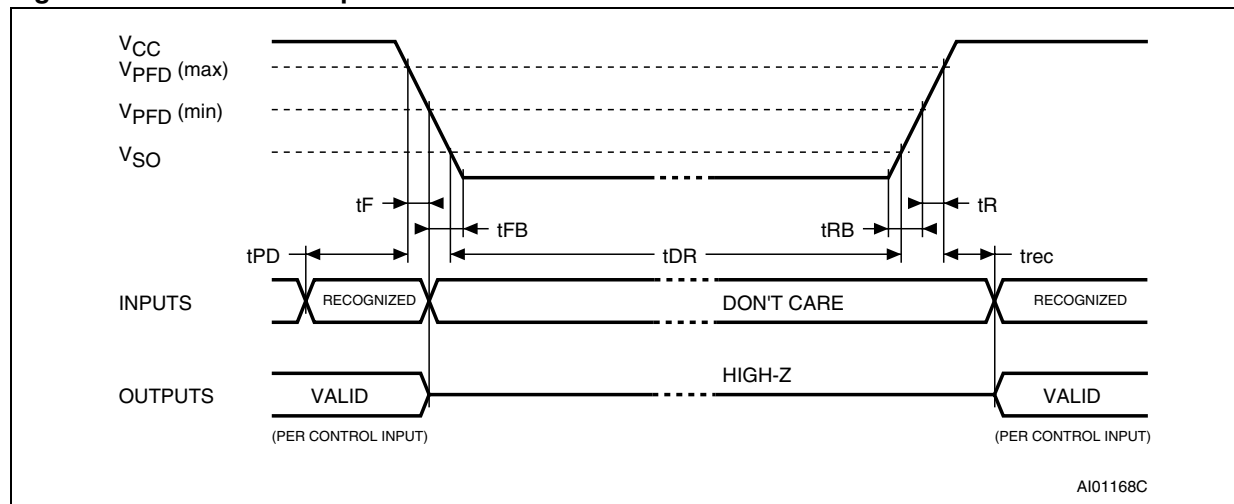 VCC
VPFD (max)
VPFD (min)
VSO
tF
tR
tFB
tRB
tPD
tDR
trec
INPUTS
RECOGNIZED
DON'T CARE
RECOGNIZED
HIGH-Z
OUTPUTS
VALID
VALID
(PER CONTROL INPUT)
(PER CONTROL INPUT)
AI01168C